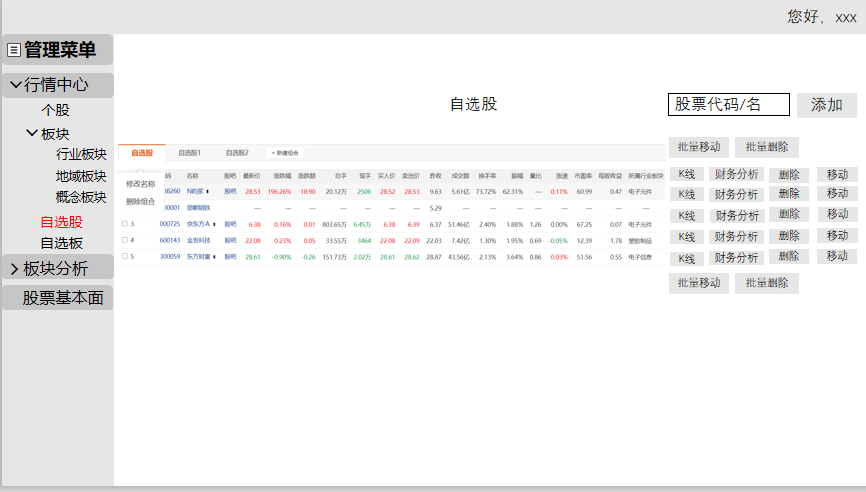 您好，xxx
管理菜单
行情中心
个股
板块
行业板块
地域板块
概念板块
自选股
自选板
板块分析
股票基本面
自选股
股票代码/名 添加
批量移动 批量删除
自选股 自选股1 自选股2 + 新建组合
修改名称
删除组合
码 名称 股吧 最新价 涨跌幅 涨跌额 总手 现手 买入价 卖出价 昨收 成交额 换手率 振幅 量比 涨速 市盈率 每股收益 所属行业板块
股吧 28.53 196.26% 18.90 20.12万 2506 28.52 28.53 9.63 5.61亿 73.72% 62.31% — 0.11% 60.99 0.47 电子元件 K线 财务分析 删除 移动
00001 邯郸钢铁 — — — — — — — 5.29 — — — — — — — — K线 财务分析 删除 移动
3 000725 京东方A 股吧 6.38 0.16% 0.01 803.65万 6.45万 6.38 6.39 6.37 51.46亿 2.40% 1.88% 1.26 0.00% 67.25 0.07 电子元件 K线 财务分析 删除 移动
4 600143 金发科技 股吧 22.08 0.23% 0.05 33.55万 3464 22.08 22.09 22.03 7.42亿 1.30% 1.95% 0.69 -0.05% 12.39 1.78 塑胶制品 K线 财务分析 删除 移动
5 300059 东方财富 股吧 28.61 -0.90% -0.26 151.73万 2.02万 28.61 28.62 28.87 43.56亿 2.13% 3.64% 0.86 0.03% 51.56 0.55 电子信息 K线 财务分析 删除 移动
批量移动 批量删除